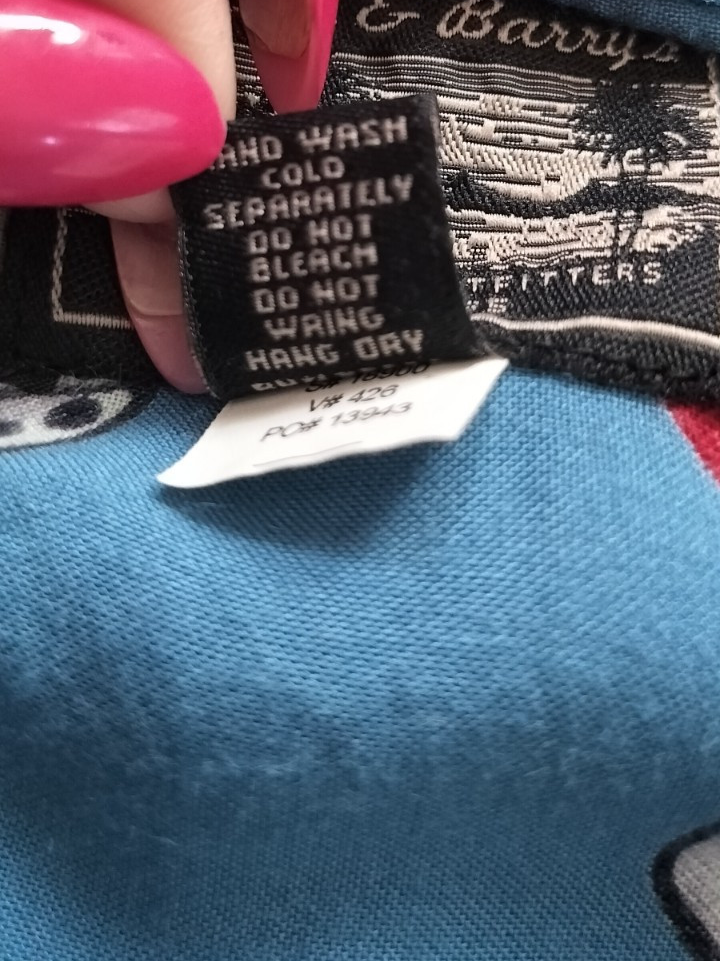 & Barry's
HAND WASH
COLD
SEPARATELY
DO NOT
BLEACH
DO NOT
WRING
HANG DRY
V# 426
PO# 13943
TFITTERS